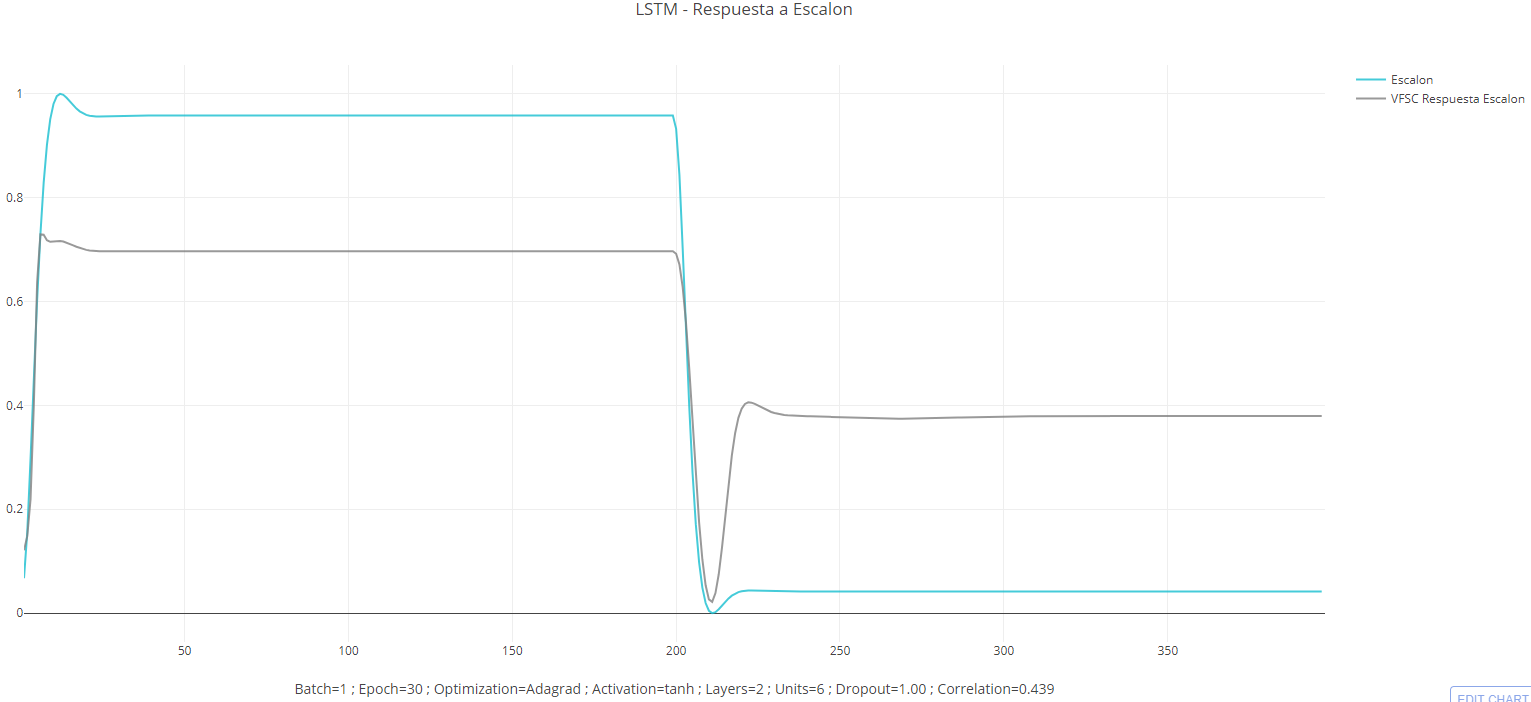 LSTM - Respuesta a Escalon
Escalon
VFSC Respuesta Escalon
1
0.8
0.6
0.4
0.2
0
50 100 150 200 250 300 350
Batch=1 ; Epoch=30 ; Optimization=Adagrad ; Activation=tanh ; Layers=2 ; Units=6 ; Dropout=1.00 ; Correlation=0.439
EDIT CHART